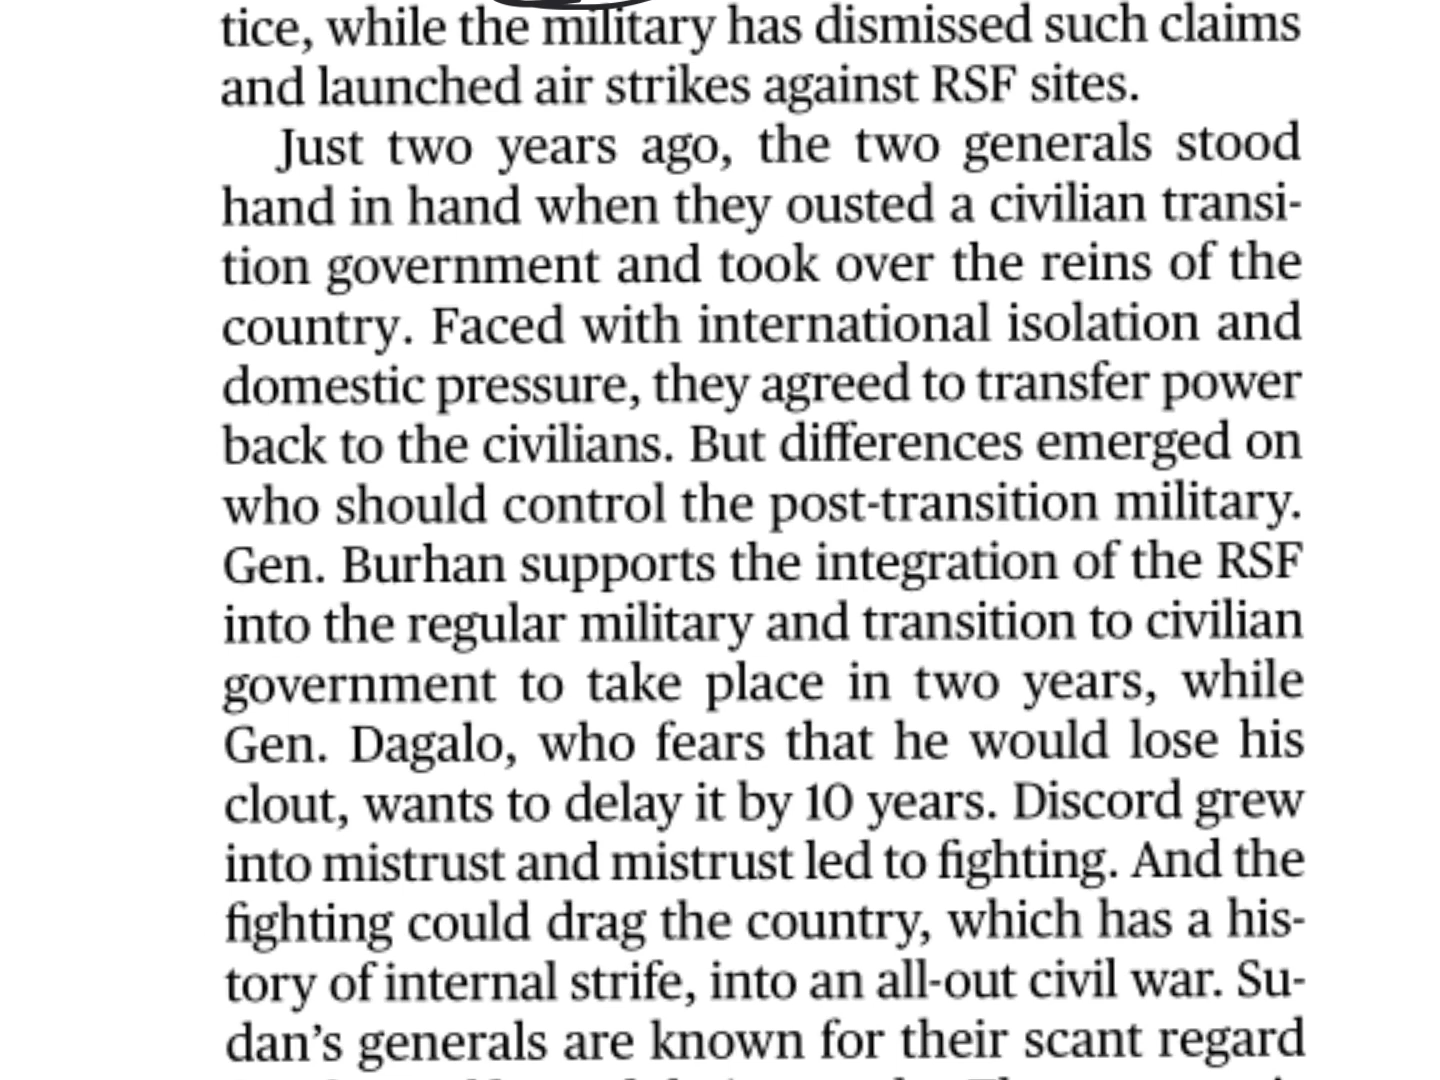 tice, while the military has dismissed such claims
and launched air strikes against RSF sites.
Just two years ago, the two generals stood
hand in hand when they ousted a civilian transi-
tion government and took over the reins of the
country. Faced with international isolation and
domestic pressure, they agreed to transfer power
back to the civilians. But differences emerged on
who should control the post-transition military.
Gen. Burhan supports the integration of the RSF
into the regular military and transition to civilian
government to take place in two years, while
Gen. Dagalo, who fears that he would lose his
clout, wants to delay it by 10 years. Discord grew
into mistrust and mistrust led to fighting. And the
fighting could drag the country, which has a his-
tory of internal strife, into an all-out civil war. Su-
dan’s generals are known for their scant regard